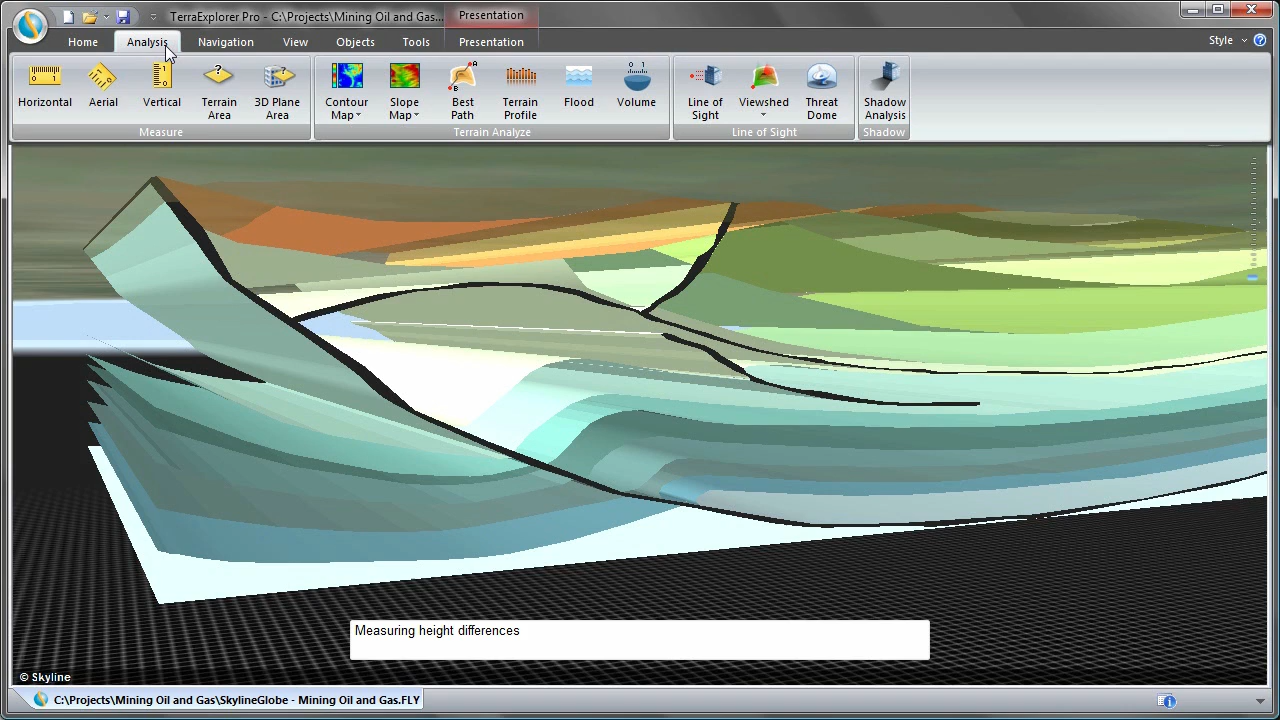 TerraExplorer Pro - C:\Projects\Mining Oil and Gas...
Presentation
Home Analysis Navigation View Objects Tools Presentation Style
Horizontal Aerial Vertical Terrain Area 3D Plane Area
Measure
Contour Map Slope Map Best Path Terrain Profile Flood Volume
Terrain Analyze
Line of Sight Viewshed Threat Dome
Line of Sight
Shadow Analysis
Shadow
Measuring height differences
© Skyline
C:\Projects\Mining Oil and Gas\SkylineGlobe - Mining Oil and Gas.FLY